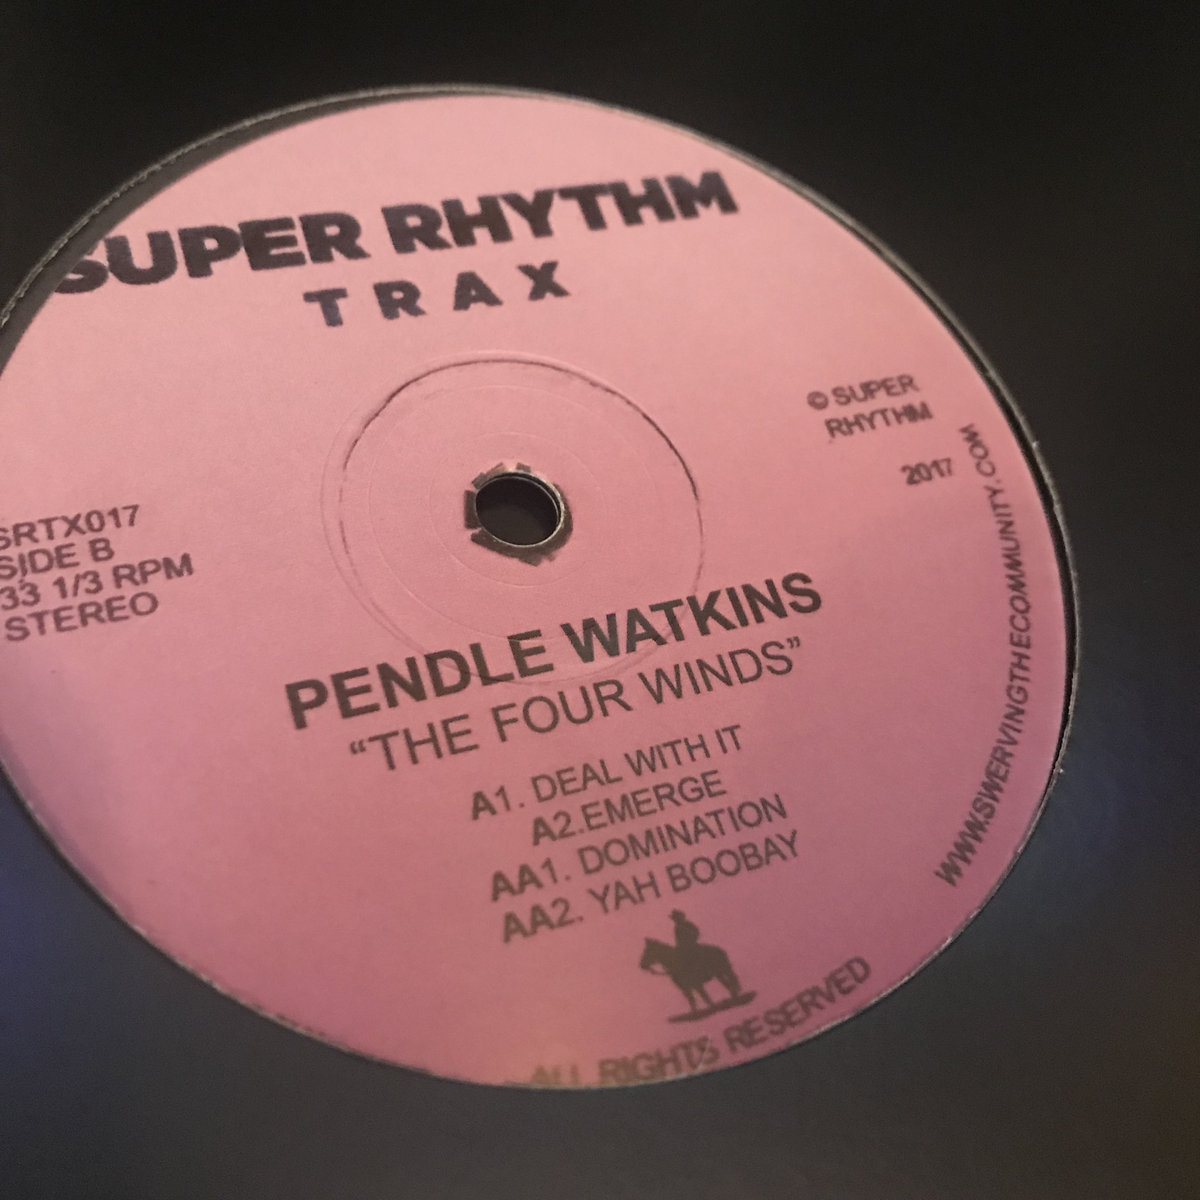 SUPER RHYTHM
TRAX
© SUPER
RHYTHM
2017
WWW.SWERVINGTHECOMMUNITY.COM
SRTX017
SIDE B
33 1/3 RPM
STEREO
PENDLE WATKINS
“THE FOUR WINDS”
A1. DEAL WITH IT
A2.EMERGE
AA1. DOMINATION
AA2. YAH BOOBAY
ALL RIGHTS RESERVED